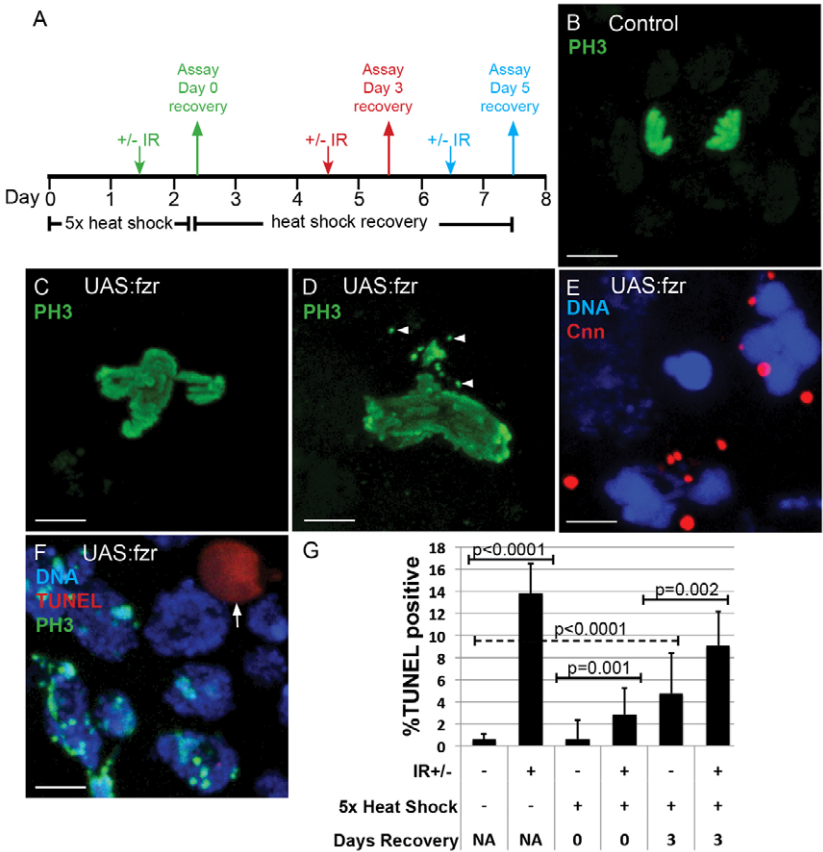 A
Assay
Day 0
recovery
Assay
Day 3
recovery
Assay
Day 5
recovery
+/- IR
+/- IR
+/- IR
Day 0 1 2 3 4 5 6 7 8
5x heat shock
heat shock recovery
B Control
PH3
C UAS:fzr
PH3
D UAS:fzr
PH3
E UAS:fzr
DNA
Cnn
F UAS:fzr
DNA
TUNEL
PH3
G
%TUNEL positive
18
16
14
12
10
8
6
4
2
0
p<0.0001
p=0.002
p<0.0001
p=0.001
IR+/- - + - + - +
5x Heat Shock - - + + + +
Days Recovery NA NA 0 0 3 3